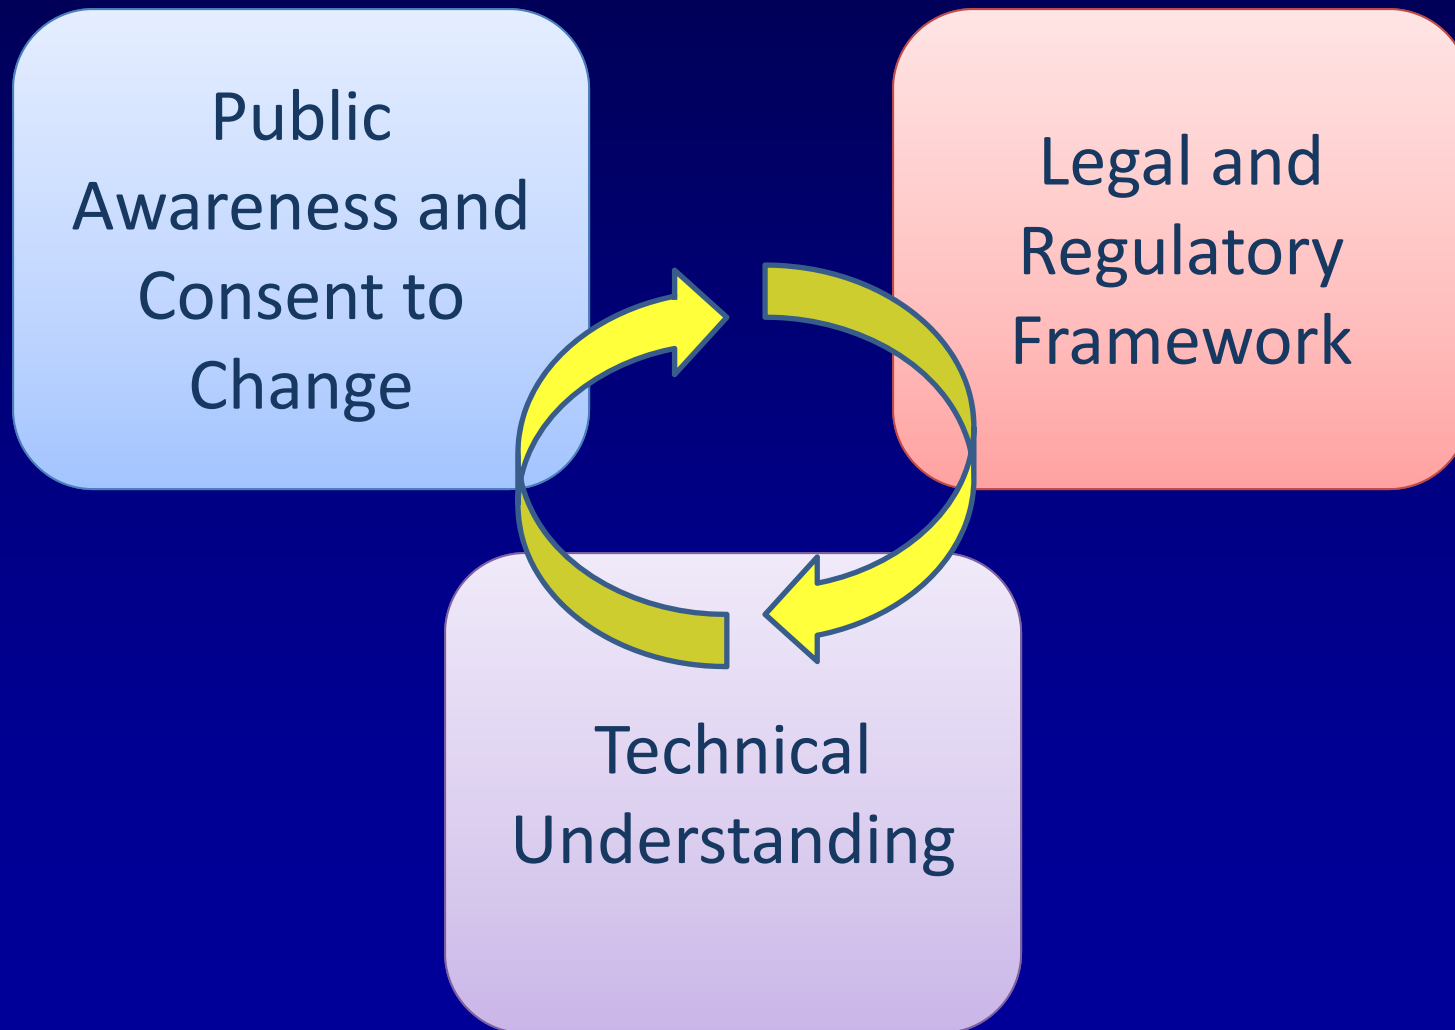 Public
Awareness and
Consent to
Change
Legal and
Regulatory
Framework
Technical
Understanding